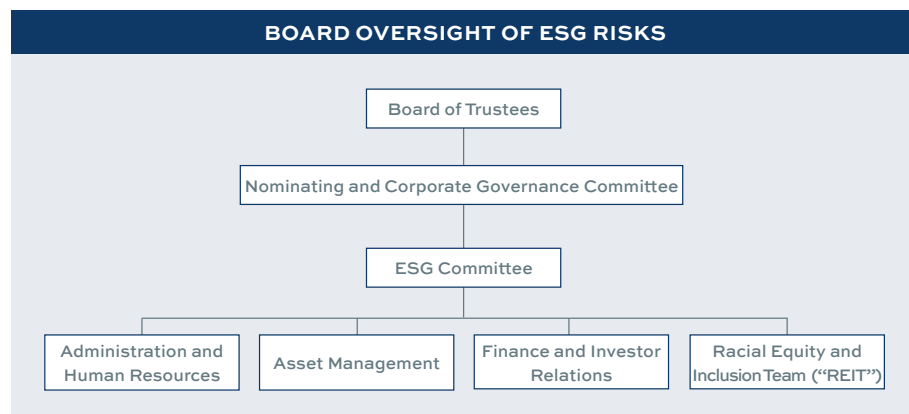 BOARD OVERSIGHT OF ESG RISKS
Board of Trustees
Nominating and Corporate Governance Committee
ESG Committee
Administration and
Human Resources
Asset Management
Finance and Investor
Relations
Racial Equity and
Inclusion Team (“REIT”)